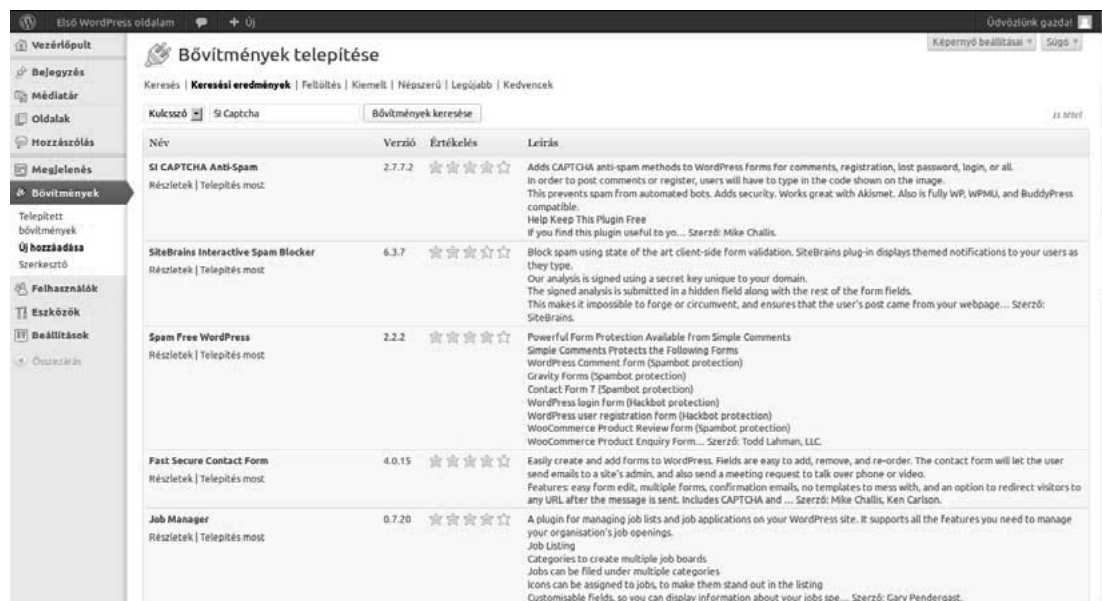 Első WordPress oldalam + Új Üdvözlünk gazda!
Képernyő beállításai Súgó
Vezérlőpult
Bejegyzés
Médiatár
Oldalak
Hozzászólás
Megjelenés
Bővítmények
Telepített
bővítmények
Új hozzáadása
Szerkesztő
Felhasználók
Eszközök
Beállítások
Összezárás
Bővítmények telepítése
Keresés | Keresési eredmények | Feltöltés | Kiemelt | Népszerű | Legújabb | Kedvencek
Kulcsszó SI Captcha Bővítmények keresése
tétel
Név Verzió Értékelés Leírás
SI CAPTCHA Anti-Spam 2.7.7.2
Részletek | Telepítés most
Adds CAPTCHA anti-spam methods to WordPress forms for comments, registration, lost password, login, or all.
In order to post comments or register, users will have to type in the code shown on the image.
This prevents spam from automated bots. Adds security. Works great with Akismet. Also is fully WP, WPMU, and BuddyPress
compatible.
Help Keep This Plugin Free
If you find this plugin useful to yo... Szerző: Mike Challis.
SiteBrains Interactive Spam Blocker 6.3.7
Részletek | Telepítés most
Block spam using state of the art client-side form validation. SiteBrains plug-in displays themed notifications to your users as
they type.
Our analysis is signed using a secret key unique to your domain.
The signed analysis is submitted in a hidden field along with the rest of the form fields.
This makes it impossible to forge or circumvent, and ensures that the user's post came from your webpage... Szerző:
SiteBrains.
Spam Free WordPress 2.2.2
Részletek | Telepítés most
Powerful Form Protection Available from Simple Comments
Simple Comments Protects the Following Forms
WordPress Comment form (Spambot protection)
Gravity Forms (Spambot protection)
Contact Form 7 (Spambot protection)
WordPress login form (Hackbot protection)
WordPress user registration form (Hackbot protection)
WooCommerce Product Review form (Spambot protection)
WooCommerce Product Enquiry Form... Szerző: Todd Lahman, LLC.
Fast Secure Contact Form 4.0.15
Részletek | Telepítés most
Easily create and add forms to WordPress. Fields are easy to add, remove, and re-order. The contact form will let the user
send emails to a site's admin, and also send a meeting request to talk over phone or video.
Features: easy form edit, multiple forms, confirmation emails, no templates to mess with, and an option to redirect visitors to
any URL after the message is sent. Includes CAPTCHA and ... Szerző: Mike Challis, Ken Carlson.
Job Manager 0.7.20
Részletek | Telepítés most
A plugin for managing job lists and job applications on your WordPress site. It supports all the features you need to manage
your organisation's job openings.
Job Listing
Categories to create multiple job boards
Jobs can be filed under multiple categories
Icons can be assigned to jobs, to make them stand out in the listing
Customisable fields, so you can display information about your jobs spe... Szerző: Gary Pendergast.